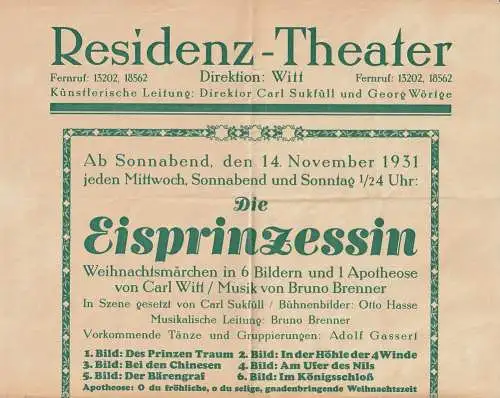 Residenz-Theater
Fernruf: 13202, 18562 Direktion: Witt Fernruf: 13202, 18562
Künstlerische Leitung: Direktor Carl Sukfüll und Georg Wörtge
Ab Sonnabend, den 14. November 1931
jeden Mittwoch, Sonnabend und Sonntag 1/24 Uhr:
Die
Eisprinzessin
Weihnachtsmärchen in 6 Bildern und 1 Apotheose
von Carl Witt / Musik von Bruno Brenner
In Szene gesetzt von Carl Sukfüll / Bühnenbilder: Otto Hasse
Musikalische Leitung: Bruno Brenner
Vorkommende Tänze und Gruppierungen: Adolf Gassert
1. Bild: Des Prinzen Traum 2. Bild: In der Höhle der 4 Winde
3. Bild: Bei den Chinesen 4. Bild: Am Ufer des Nils
5. Bild: Der Bärengraf 6. Bild: Im Königsschloß
Apotheose: O du fröhliche, o du selige, gnadenbringende Weihnachtszeit